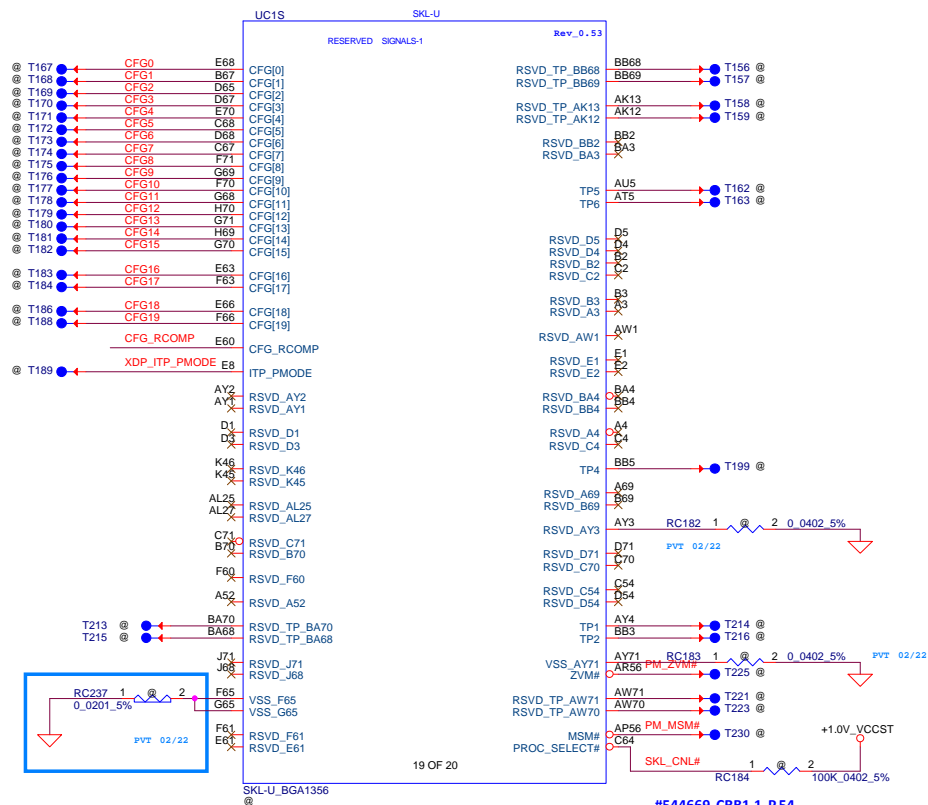 UC1S SKL-U
Rev_0.53
RESERVED SIGNALS-1
@ T167 CFG0 E68 CFG[0]
@ T168 CFG1 B67 CFG[1]
@ T169 CFG2 D65 CFG[2]
@ T170 CFG3 D67 CFG[3]
@ T171 CFG4 E70 CFG[4]
@ T172 CFG5 C68 CFG[5]
@ T173 CFG6 D68 CFG[6]
@ T174 CFG7 C67 CFG[7]
@ T175 CFG8 F71 CFG[8]
@ T176 CFG9 G69 CFG[9]
@ T177 CFG10 F70 CFG[10]
@ T178 CFG11 G68 CFG[11]
@ T179 CFG12 H70 CFG[12]
@ T180 CFG13 G71 CFG[13]
@ T181 CFG14 H69 CFG[14]
@ T182 CFG15 G70 CFG[15]
@ T183 CFG16 E63 CFG[16]
@ T184 CFG17 F63 CFG[17]
@ T186 CFG18 E66 CFG[18]
@ T188 CFG19 F66 CFG[19]
CFG_RCOMP E60 CFG_RCOMP
@ T189 XDP_ITP_PMODE E8 ITP_PMODE
AY2 RSVD_AY2
AY1 RSVD_AY1
D1 RSVD_D1
D3 RSVD_D3
K46 RSVD_K46
K45 RSVD_K45
AL25 RSVD_AL25
AL27 RSVD_AL27
C71 RSVD_C71
B70 RSVD_B70
F60 RSVD_F60
A52 RSVD_A52
T213 @ BA70 RSVD_TP_BA70
T215 @ BA68 RSVD_TP_BA68
J71 RSVD_J71
J68 RSVD_J68
RC237 1 @ 2 F65 VSS_F65
0_0201_5% G65 VSS_G65
PVT 02/22
F61 RSVD_F61
E61 RSVD_E61
RSVD_TP_BB68 BB68 T156 @
RSVD_TP_BB69 BB69 T157 @
RSVD_TP_AK13 AK13 T158 @
RSVD_TP_AK12 AK12 T159 @
RSVD_BB2 BB2
RSVD_BA3 BA3
TP5 AU5 T162 @
TP6 AT5 T163 @
RSVD_D5 D5
RSVD_D4 D4
RSVD_B2 B2
RSVD_C2 C2
RSVD_B3 B3
RSVD_A3 A3
RSVD_AW1 AW1
RSVD_E1 E1
RSVD_E2 E2
RSVD_BA4 BA4
RSVD_BB4 BB4
RSVD_A4 A4
RSVD_C4 C4
TP4 BB5 T199 @
RSVD_A69 A69
RSVD_B69 B69
RSVD_AY3 AY3 RC182 1 @ 2 0_0402_5%
PVT 02/22
RSVD_D71 D71
RSVD_C70 C70
RSVD_C54 C54
RSVD_D54 D54
TP1 AY4 T214 @
TP2 BB3 T216 @
VSS_AY71 AY71 RC183 1 @ 2 0_0402_5% PVT 02/22
ZVM# AR56 PM_ZVM# T225 @
RSVD_TP_AW71 AW71 T221 @
RSVD_TP_AW70 AW70 T223 @
MSM# AP56 PM_MSM# T230 @
PROC_SELECT# C64 SKL_CNL# RC184 1 @ 2 100K_0402_5%
+1.0V_VCCST
19 OF 20
SKL-U_BGA1356
@
#544669 CRB1.1 P.54